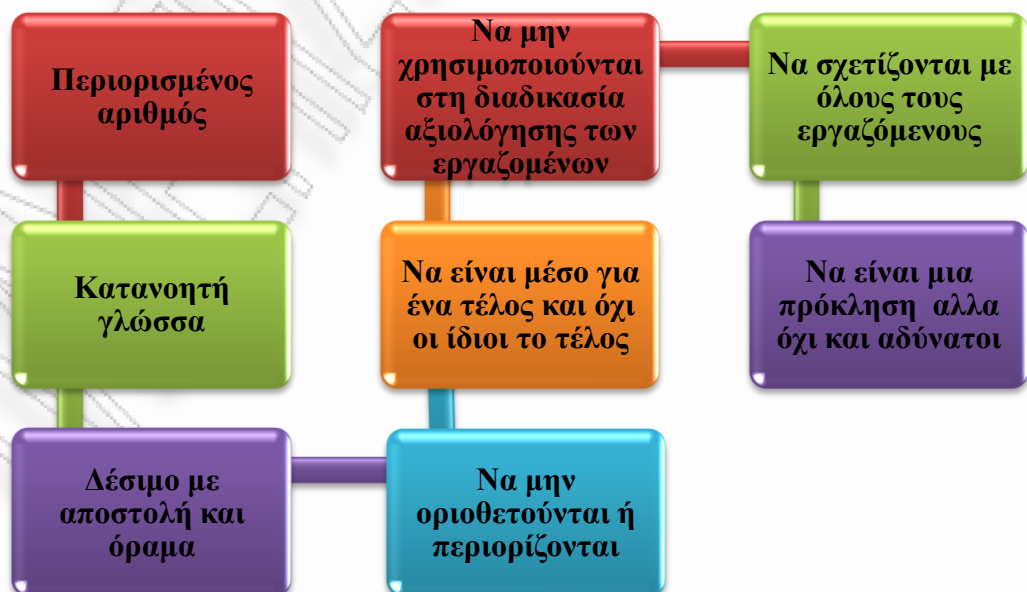 Περιορισμένος
αριθμός
Κατανοητή
γλώσσα
Δέσιμο με
αποστολή και
όραμα
Να μην
οριοθετούνται ή
περιορίζονται
Να είναι μέσο για
ένα τέλος και όχι
οι ίδιοι το τέλος
Να μην
χρησιμοποιούνται
στη διαδικασία
αξιολόγησης των
εργαζομένων
Να σχετίζονται με
όλους τους
εργαζόμενους
Να είναι μια
πρόκληση αλλα
όχι και αδύνατοι